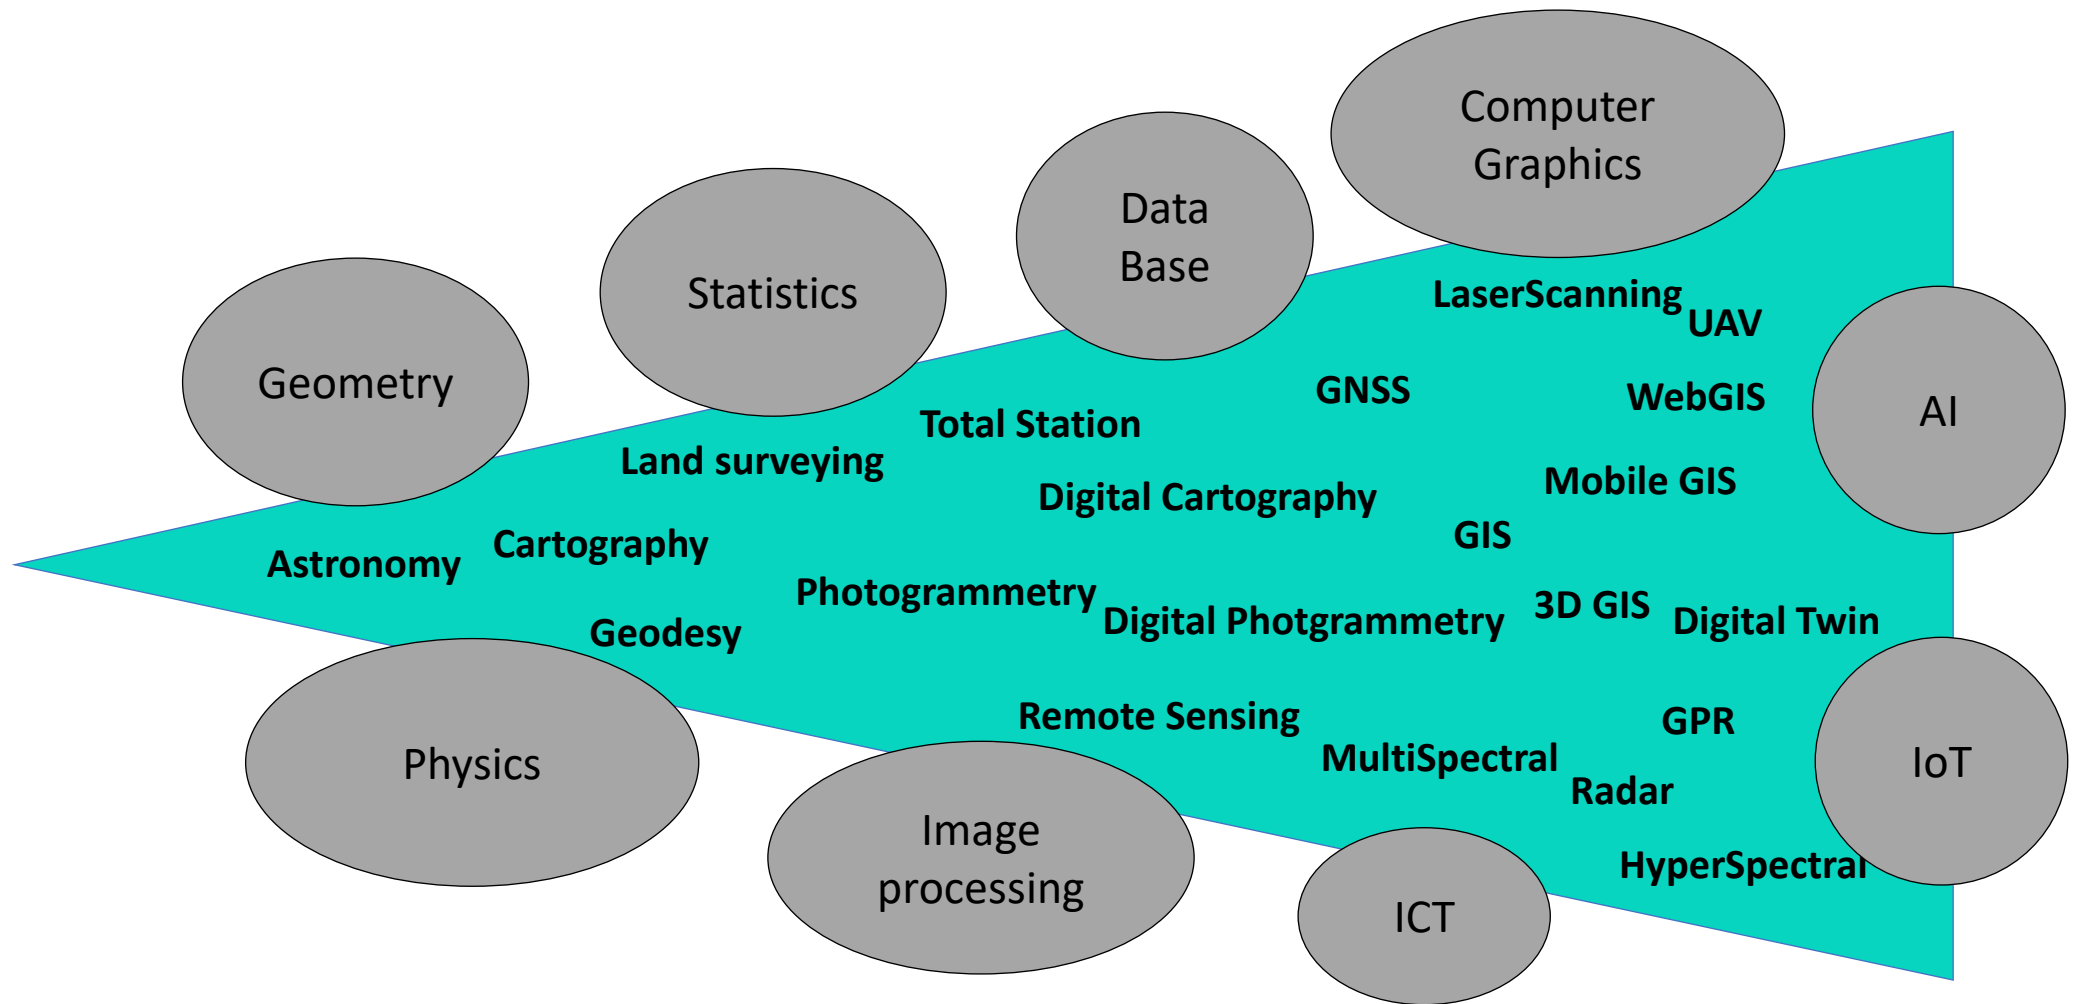 Computer
Graphics
Data
Base
Statistics
Geometry
LaserScanning
UAV
GNSS
WebGIS
AI
Total Station
Land surveying
Mobile GIS
Digital Cartography
GIS
Cartography
Astronomy
Photogrammetry
3D GIS
Digital Photgrammetry
Digital Twin
Geodesy
Remote Sensing
GPR
MultiSpectral
IoT
Physics
Radar
Image
processing
HyperSpectral
ICT